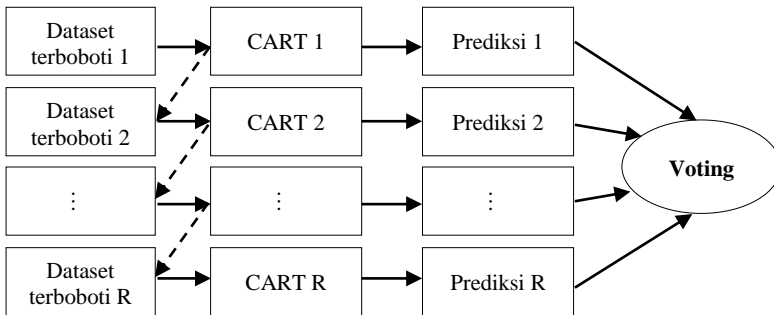 Dataset
terboboti 1
CART 1
Prediksi 1
Dataset
terboboti 2
CART 2
Prediksi 2
Voting
⋮
⋮
⋮
Dataset
terboboti R
CART R
Prediksi R